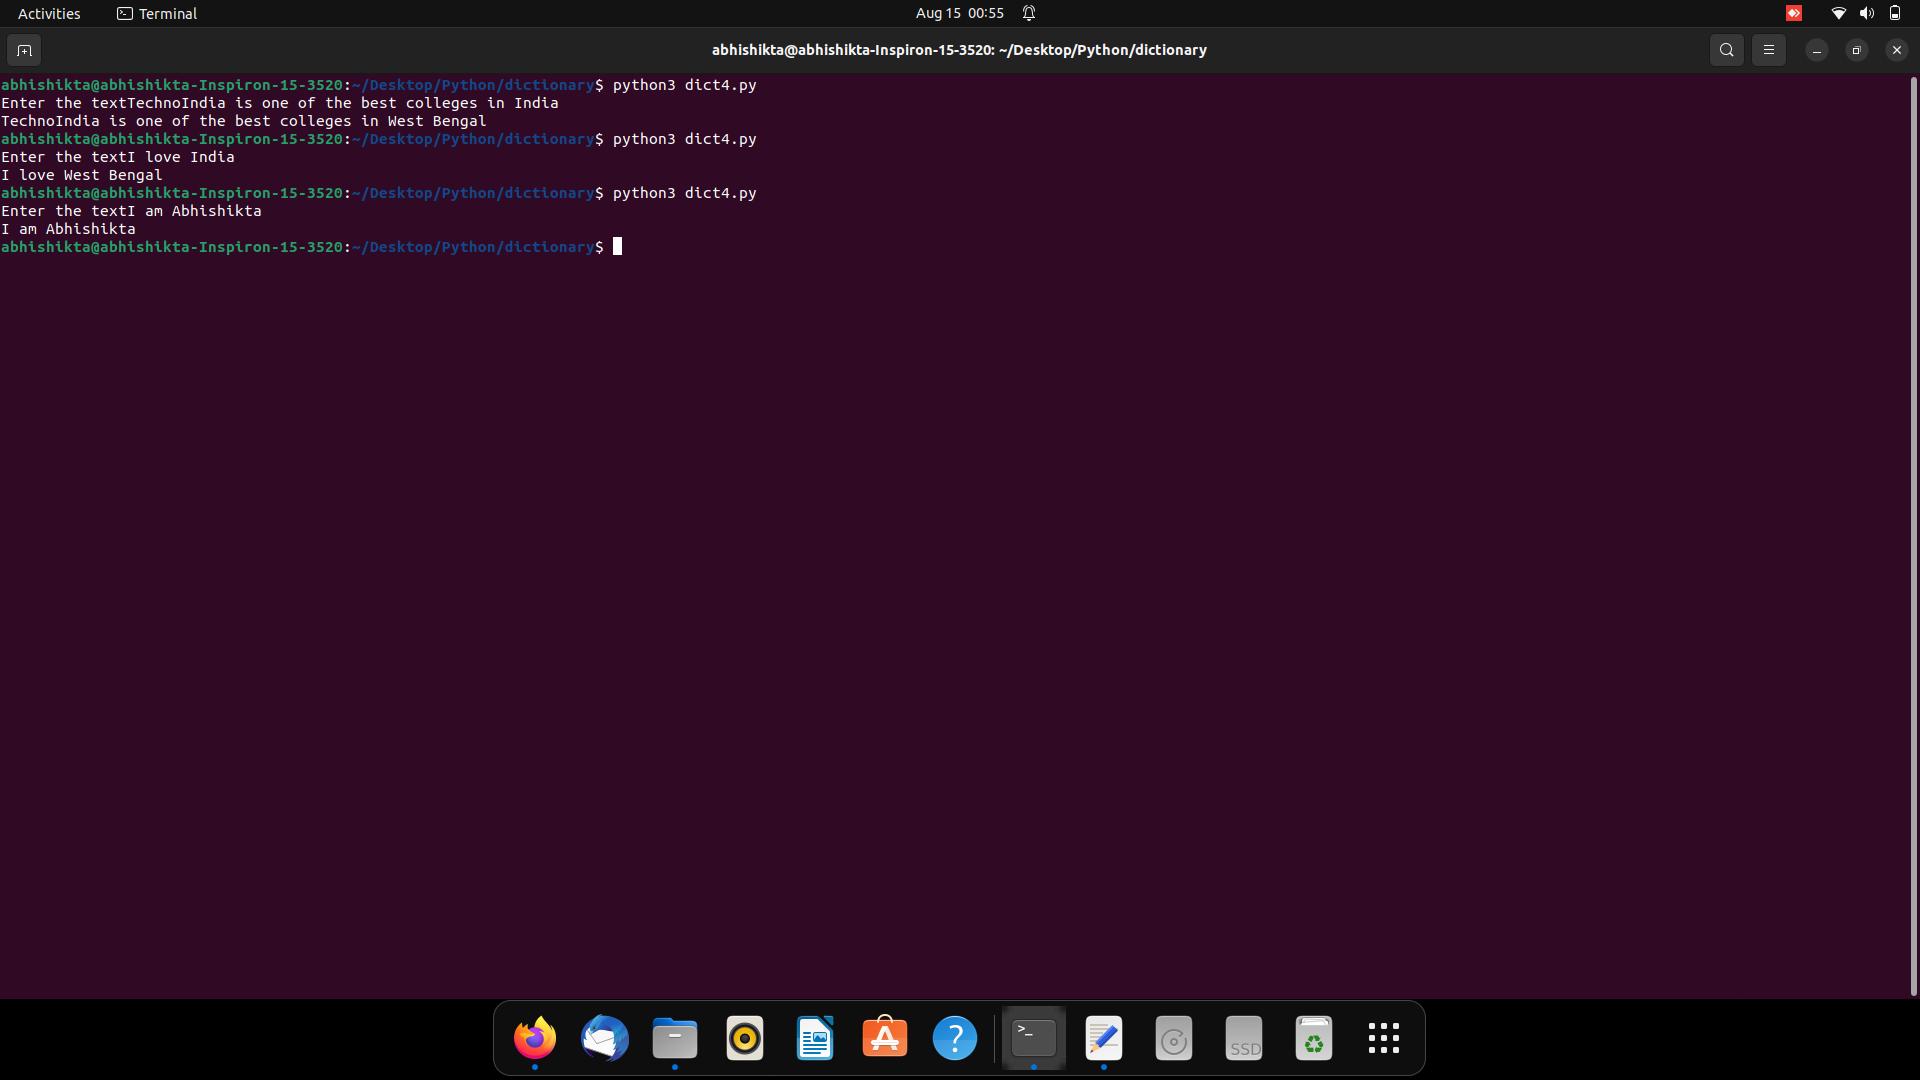 Activities
Terminal
Aug 15 00:55
abhishikta@abhishikta-Inspiron-15-3520: ~/Desktop/Python/dictionary
abhishikta@abhishikta-Inspiron-15-3520:~/Desktop/Python/dictionary$ python3 dict4.py
Enter the textTechnoIndia is one of the best colleges in India
TechnoIndia is one of the best colleges in West Bengal
abhishikta@abhishikta-Inspiron-15-3520:~/Desktop/Python/dictionary$ python3 dict4.py
Enter the textI love India
I love West Bengal
abhishikta@abhishikta-Inspiron-15-3520:~/Desktop/Python/dictionary$ python3 dict4.py
Enter the textI am Abhishikta
I am Abhishikta
abhishikta@abhishikta-Inspiron-15-3520:~/Desktop/Python/dictionary$
>_
SSD